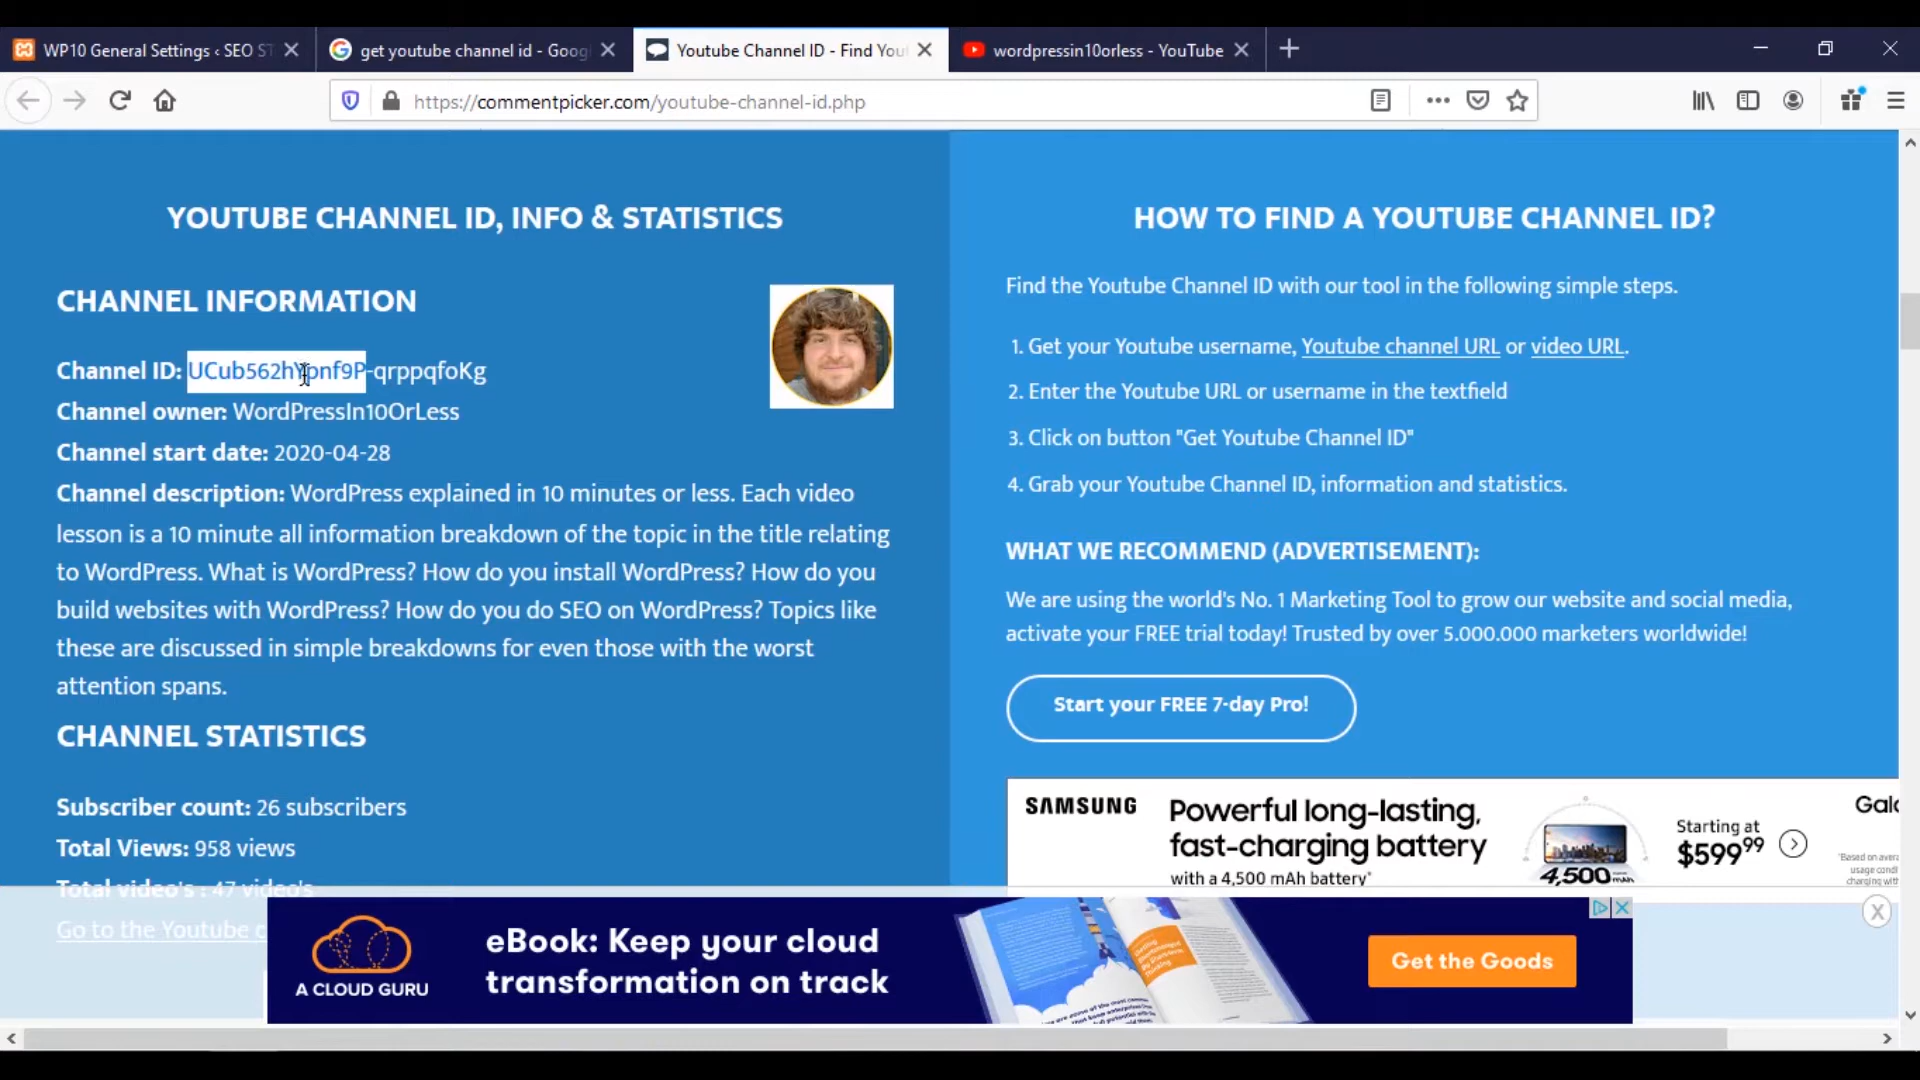 WP10 General Settings ‹ SEO ST
get youtube channel id - Goog
Youtube Channel ID - Find You
wordpressin10orless - YouTube
https://commentpicker.com/youtube-channel-id.php
YOUTUBE CHANNEL ID, INFO & STATISTICS
CHANNEL INFORMATION
Channel ID: UCub562hYpnf9P-qrppqfoKg
Channel owner: WordPressIn10OrLess
Channel start date: 2020-04-28
Channel description: WordPress explained in 10 minutes or less. Each video
lesson is a 10 minute all information breakdown of the topic in the title relating
to WordPress. What is WordPress? How do you install WordPress? How do you
build websites with WordPress? How do you do SEO on WordPress? Topics like
these are discussed in simple breakdowns for even those with the worst
attention spans.
CHANNEL STATISTICS
Subscriber count: 26 subscribers
Total Views: 958 views
Total video's : 47 video's
Go to the Youtube c
HOW TO FIND A YOUTUBE CHANNEL ID?
Find the Youtube Channel ID with our tool in the following simple steps.
1. Get your Youtube username, Youtube channel URL or video URL.
2. Enter the Youtube URL or username in the textfield
3. Click on button "Get Youtube Channel ID"
4. Grab your Youtube Channel ID, information and statistics.
WHAT WE RECOMMEND (ADVERTISEMENT):
We are using the world's No. 1 Marketing Tool to grow our website and social media,
activate your FREE trial today! Trusted by over 5.000.000 marketers worldwide!
Start your FREE 7-day Pro!
SAMSUNG
Powerful long-lasting,
fast-charging battery
with a 4,500 mAh battery*
4,500 mAh
Starting at
$599.99
Gala
A CLOUD GURU
eBook: Keep your cloud
transformation on track
Get the Goods